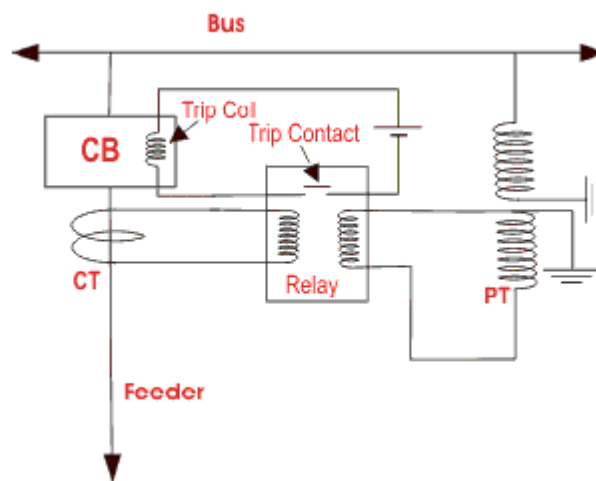 Bus
Trip Coil
Trip Contact
CB
CT
Relay
PT
Feeder